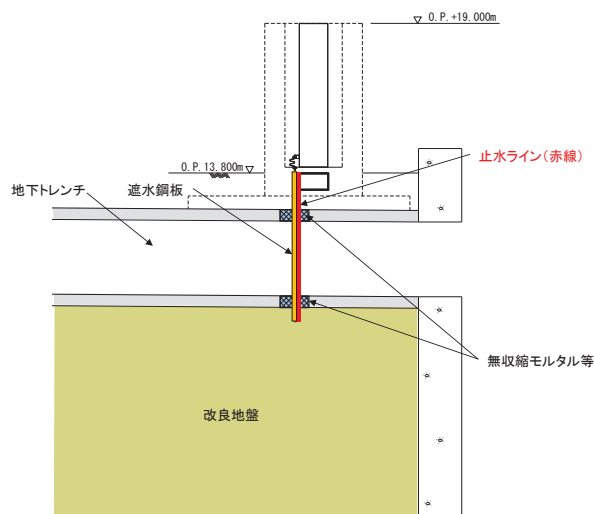 O.P.+19.000m
止水ライン(赤線)
O.P.13.800m
地下トレンチ
遮水鋼板
無収縮モルタル等
改良地盤